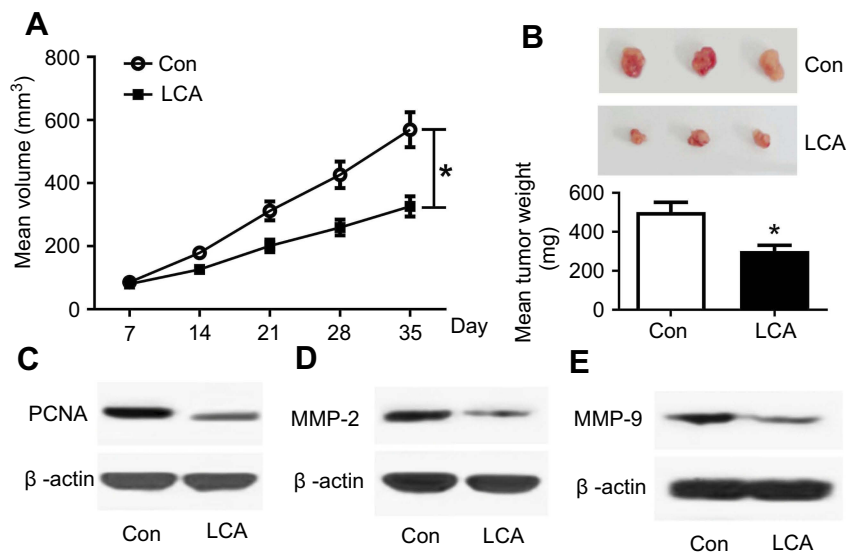 A
Mean volume (mm³)
800
600
400
200
0
Con
LCA
*
7 14 21 28 35 Day
B
Con
LCA
Mean tumor weight
(mg)
600
400
200
0
*
Con LCA
C
PCNA
β -actin
Con LCA
D
MMP-2
β -actin
Con LCA
E
MMP-9
β -actin
Con LCA